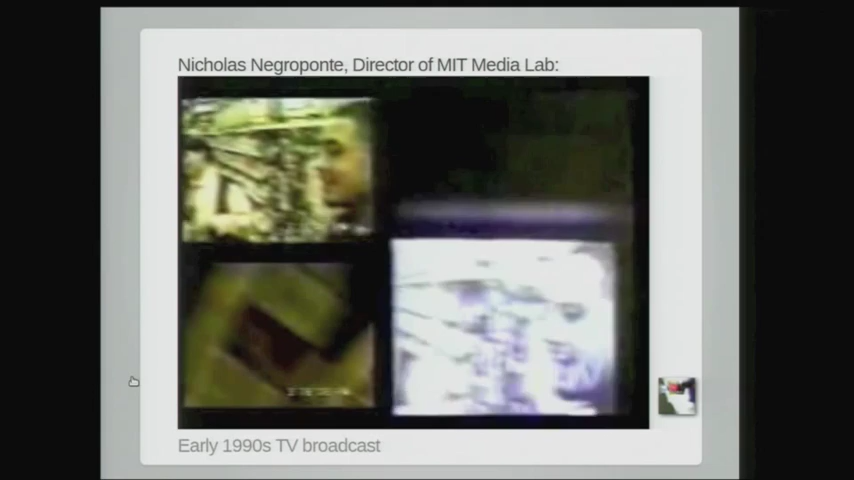 Nicholas Negroponte, Director of MIT Media Lab:
Early 1990s TV broadcast